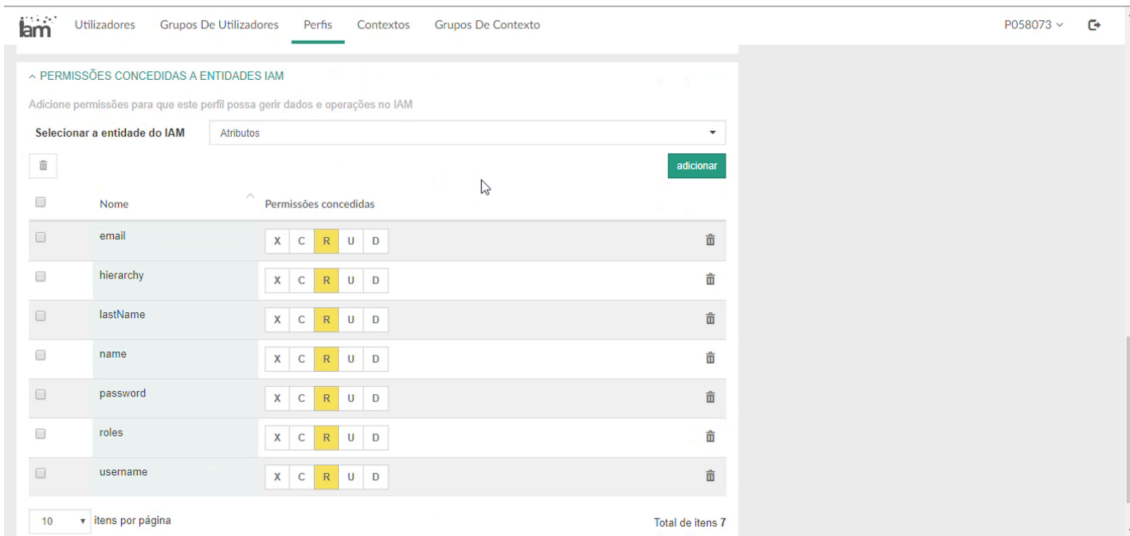 Iam Utilizadores Grupos De Utilizadores Perfis Contextos Grupos De Contexto P058073
PERMISSÕES CONCEDIDAS A ENTIDADES IAM
Adicione permissões para que este perfil possa gerir dados e operações no IAM
Selecionar a entidade do IAM Atributos
adicionar
Nome Permissões concedidas
email X C R U D
hierarchy X C R U D
lastName X C R U D
name X C R U D
password X C R U D
roles X C R U D
username X C R U D
10 itens por página Total de itens 7